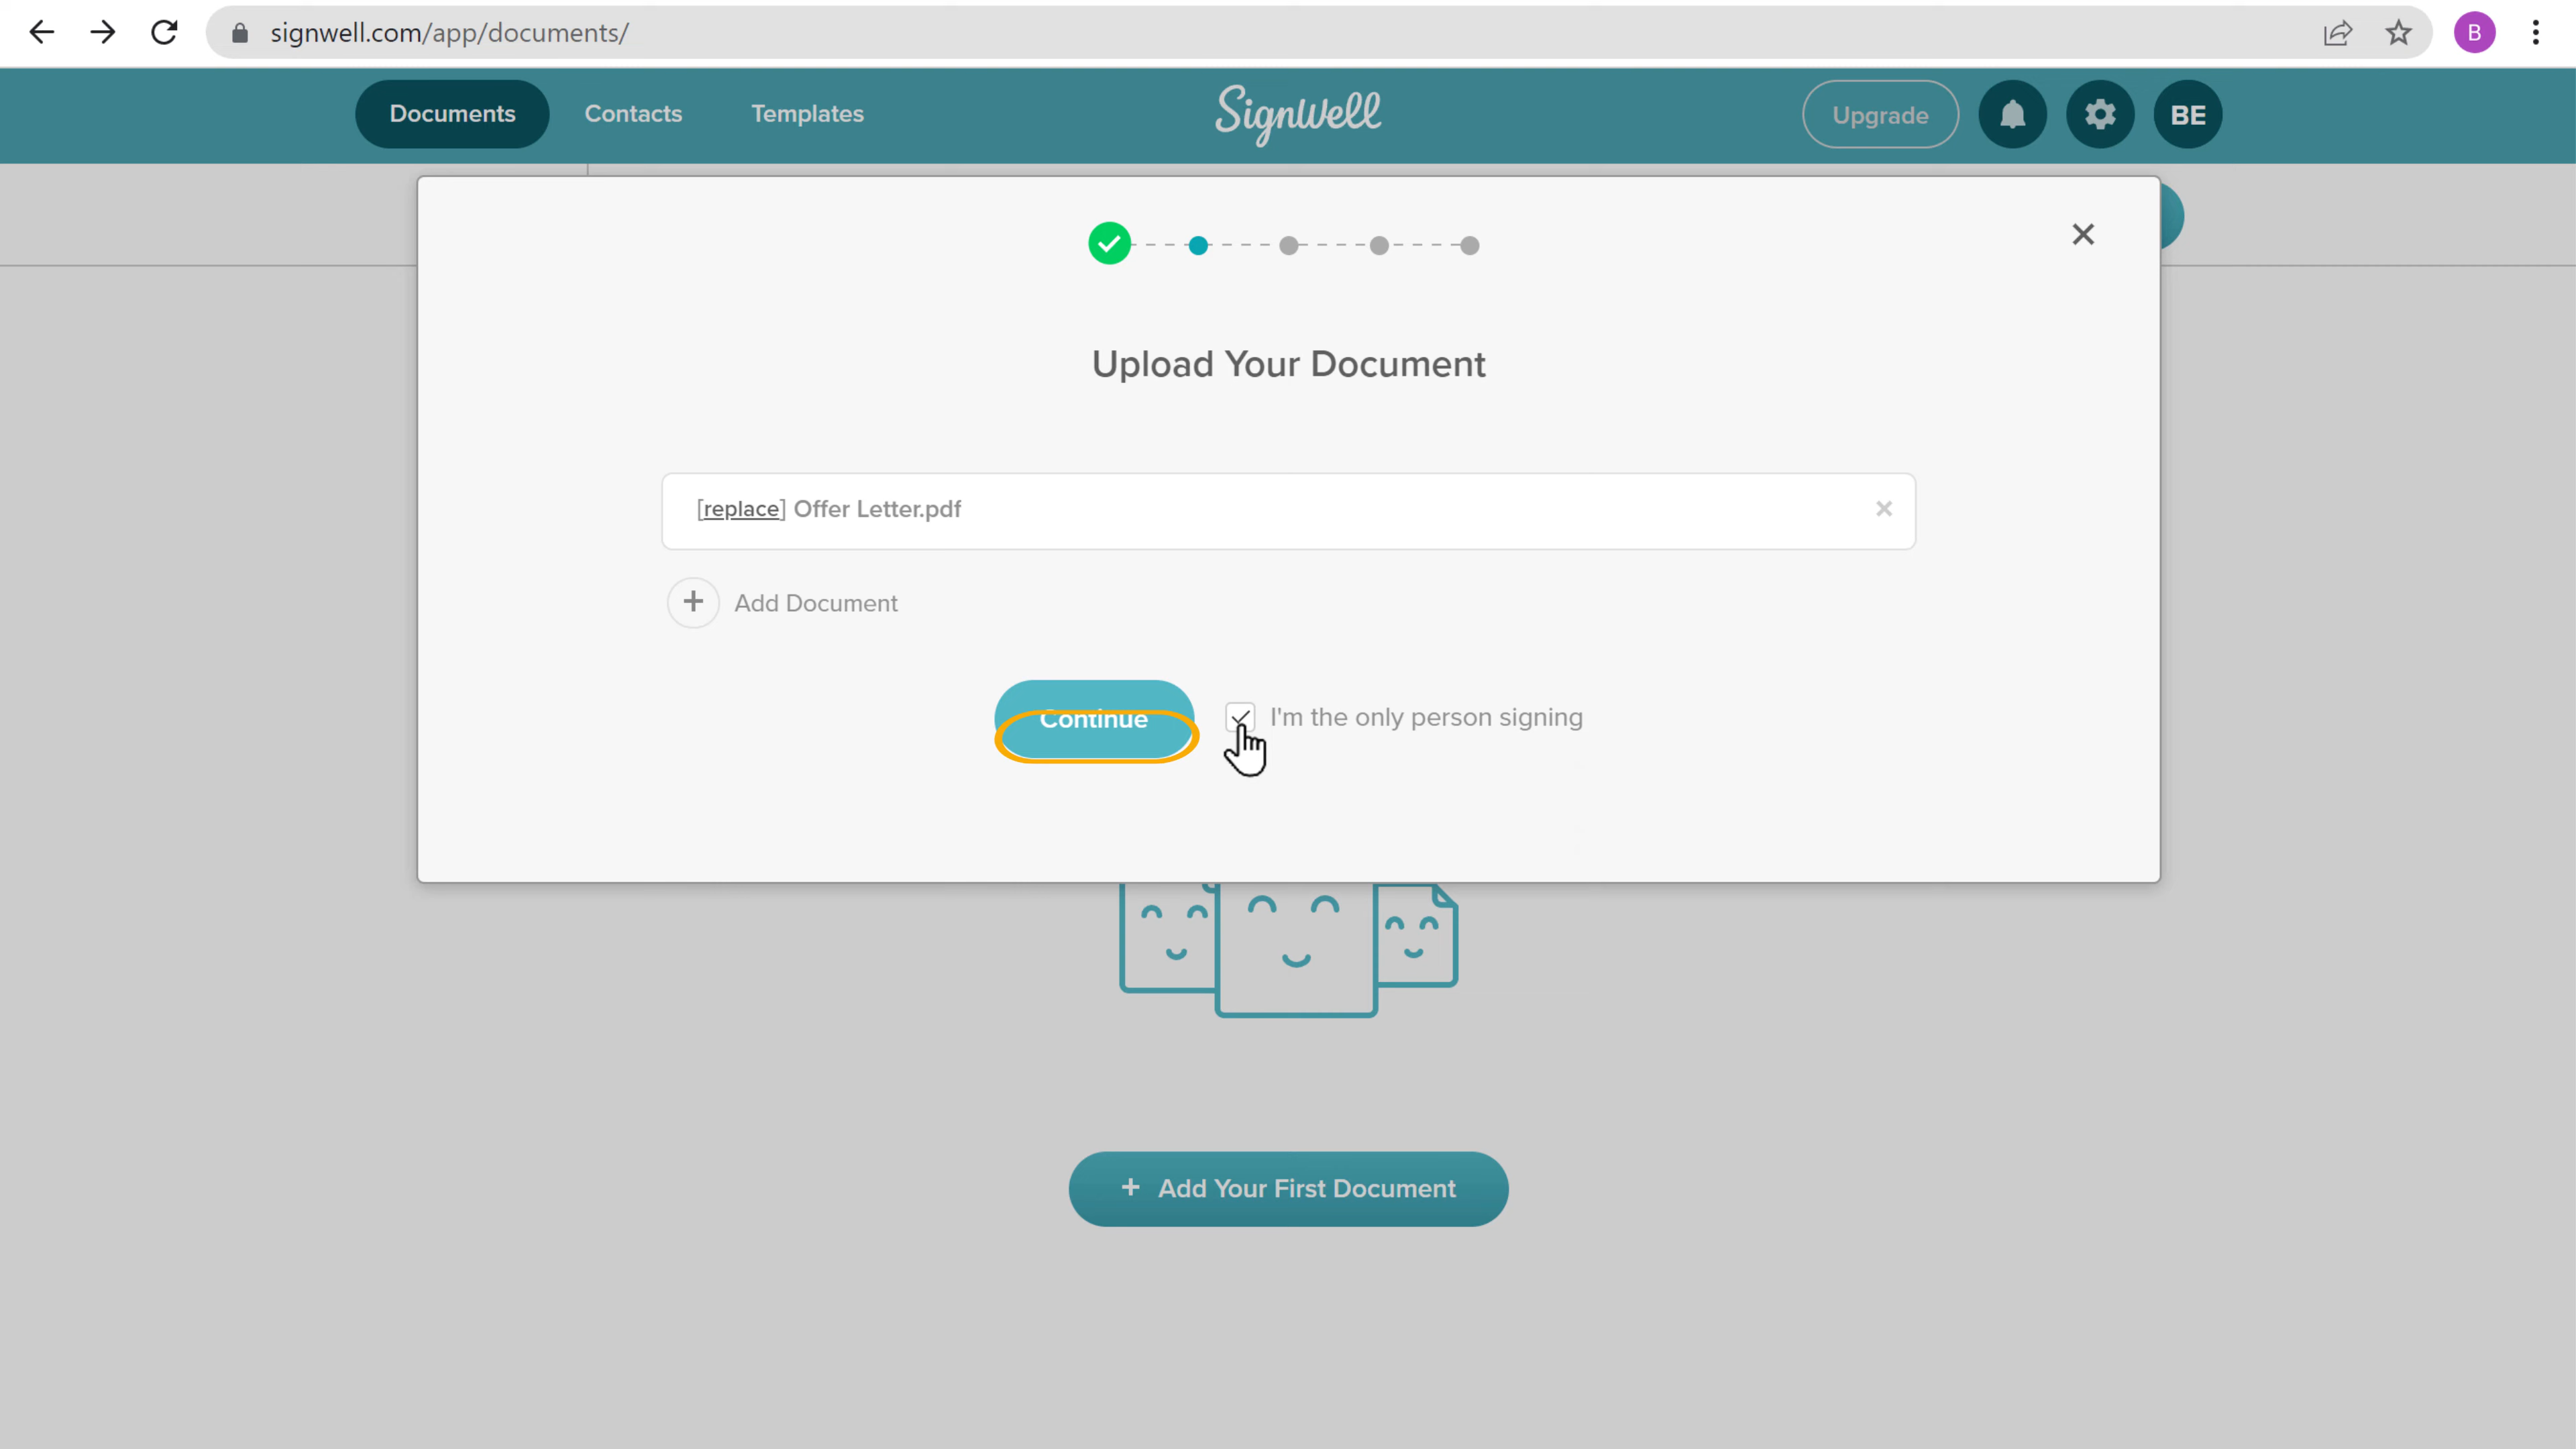 signwell.com/app/documents/
B
Documents
Contacts
Templates
SignWell
Upgrade
BE
Upload Your Document
[replace] Offer Letter.pdf
Add Document
Continue
I'm the only person signing
+ Add Your First Document